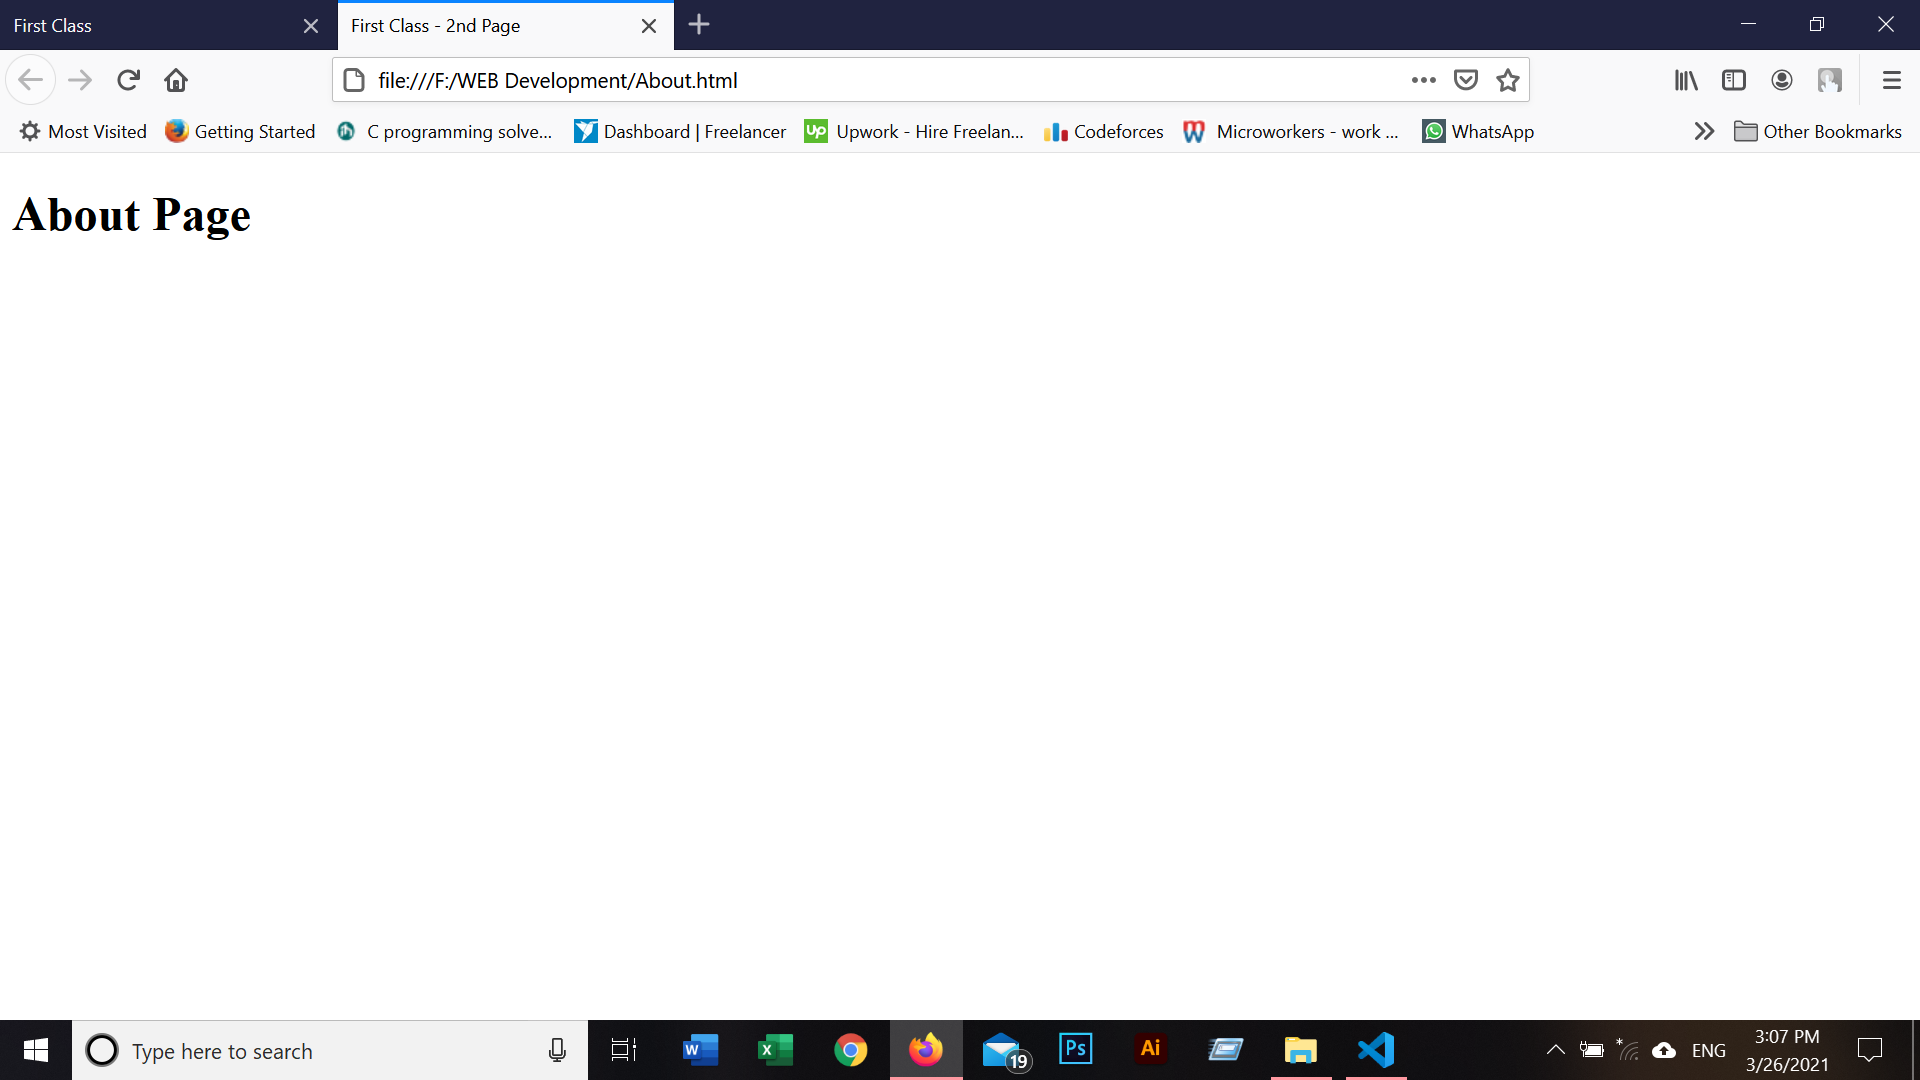 First Class
First Class - 2nd Page
file:///F:/WEB Development/About.html
Most Visited
Getting Started
C programming solve...
Dashboard | Freelancer
Up
Upwork - Hire Freelan...
Codeforces
Microworkers - work ...
WhatsApp
Other Bookmarks
About Page
Type here to search
W
X
19
Ps
Ai
ENG
3:07 PM
3/26/2021